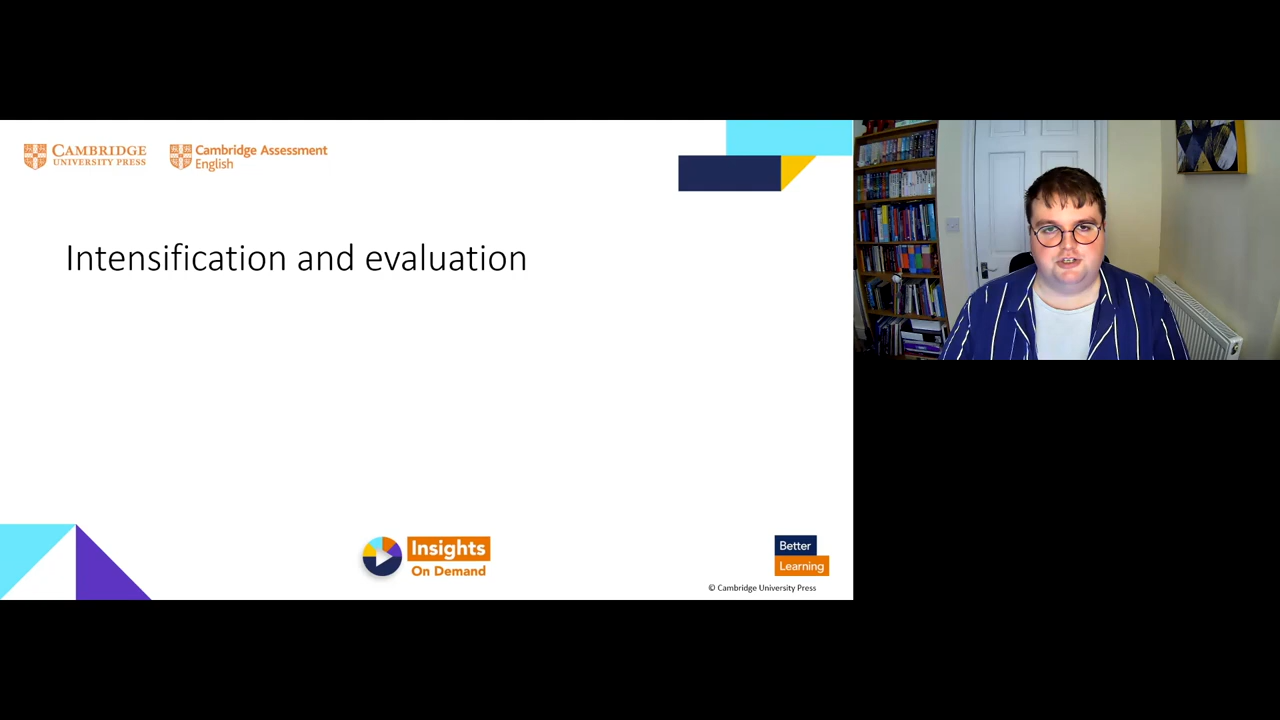 CAMBRIDGE
UNIVERSITY PRESS
Cambridge Assessment
English
Intensification and evaluation
Insights
On Demand
Better
Learning
© Cambridge University Press